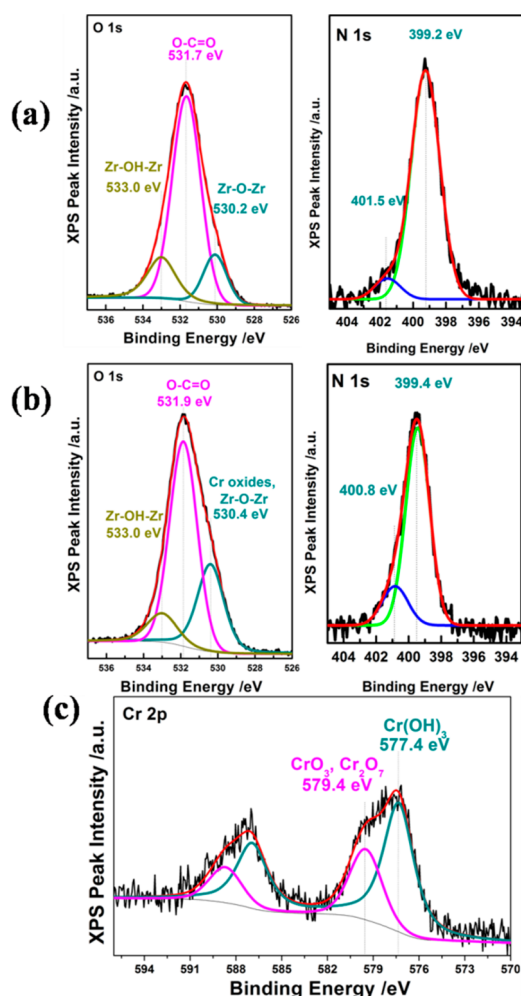 (a)
O 1s
O-C=O
531.7 eV
Zr-OH-Zr
533.0 eV
Zr-O-Zr
530.2 eV
XPS Peak Intensity /a.u.
536 534 532 530 528 526
Binding Energy /eV
N 1s
399.2 eV
401.5 eV
XPS Peak Intensity /a.u.
404 402 400 398 396 394
Binding Energy /eV
(b)
O 1s
O-C=O
531.9 eV
Cr oxides,
Zr-O-Zr
530.4 eV
Zr-OH-Zr
533.0 eV
XPS Peak Intensity /a.u.
536 534 532 530 528 526
Binding Energy /eV
N 1s
399.4 eV
400.8 eV
XPS Peak Intensity /a.u.
404 402 400 398 396 394
Binding Energy /eV
(c)
Cr 2p
Cr(OH)₃
577.4 eV
CrO₃, Cr₂O₇
579.4 eV
XPS Peak Intensity /a.u.
594 591 588 585 582 579 576 573 570
Binding Energy /eV